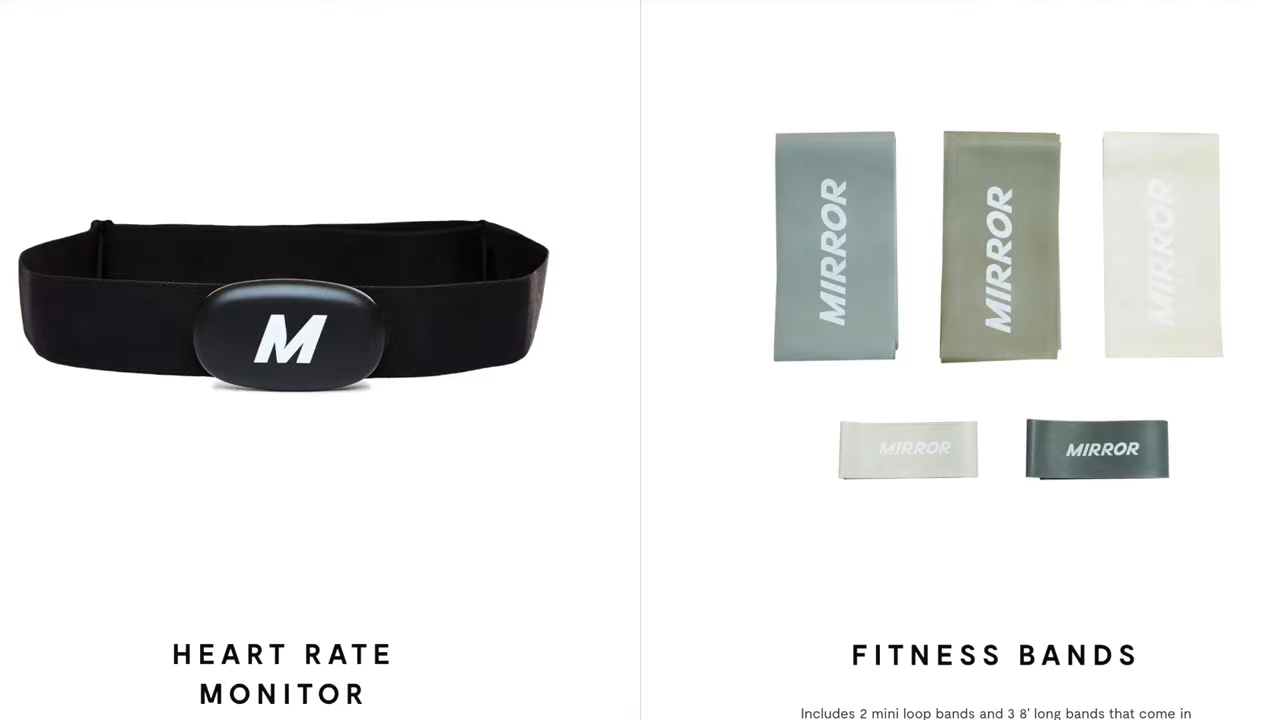 M
HEART RATE
MONITOR
MIRROR
MIRROR
MIRROR
MIRROR
MIRROR
FITNESS BANDS
Includes 2 mini loop bands and 3 8' long bands that come in